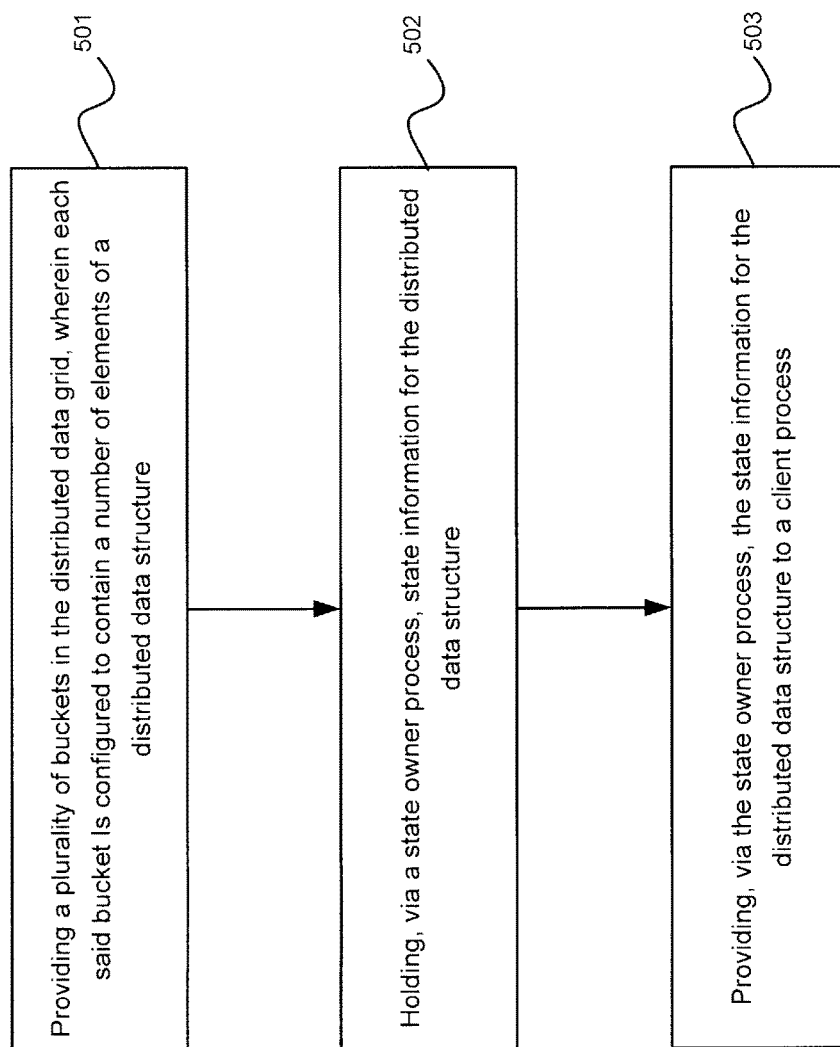 501
Providing a plurality of buckets in the distributed data grid, wherein each
said bucket Is configured to contain a number of elements of a
distributed data structure
502
Holding, via a state owner process, state information for the distributed
data structure
503
Providing, via the state owner process, the state information for the
distributed data structure to a client process